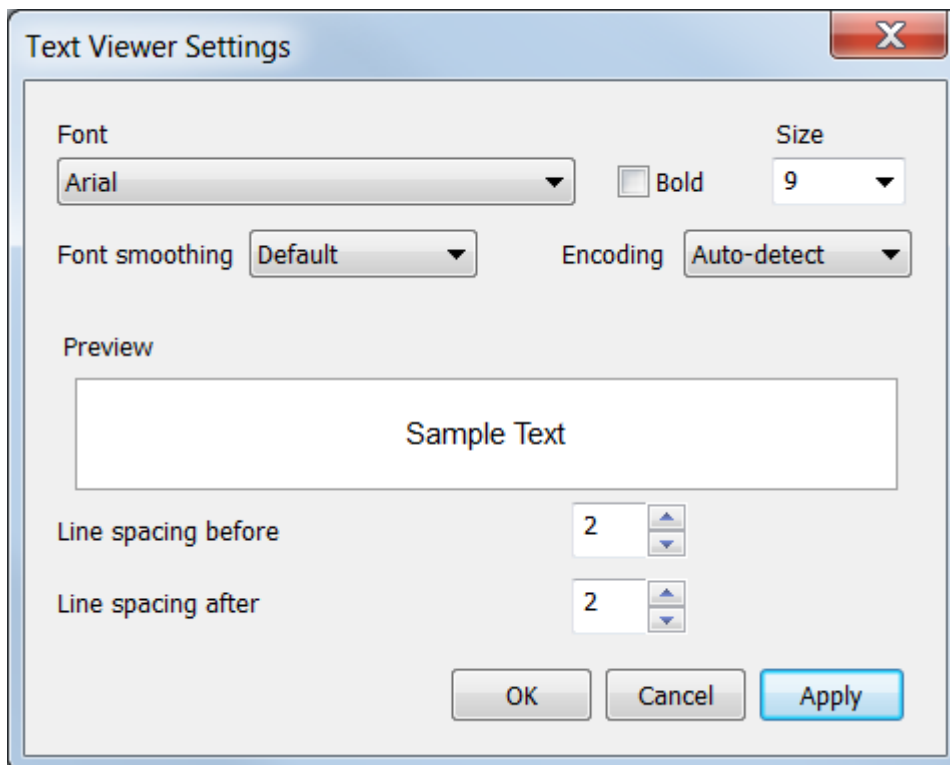 Text Viewer Settings
Font Size
Arial Bold 9
Font smoothing Default Encoding Auto-detect
Preview
Sample Text
Line spacing before 2
Line spacing after 2
OK Cancel Apply